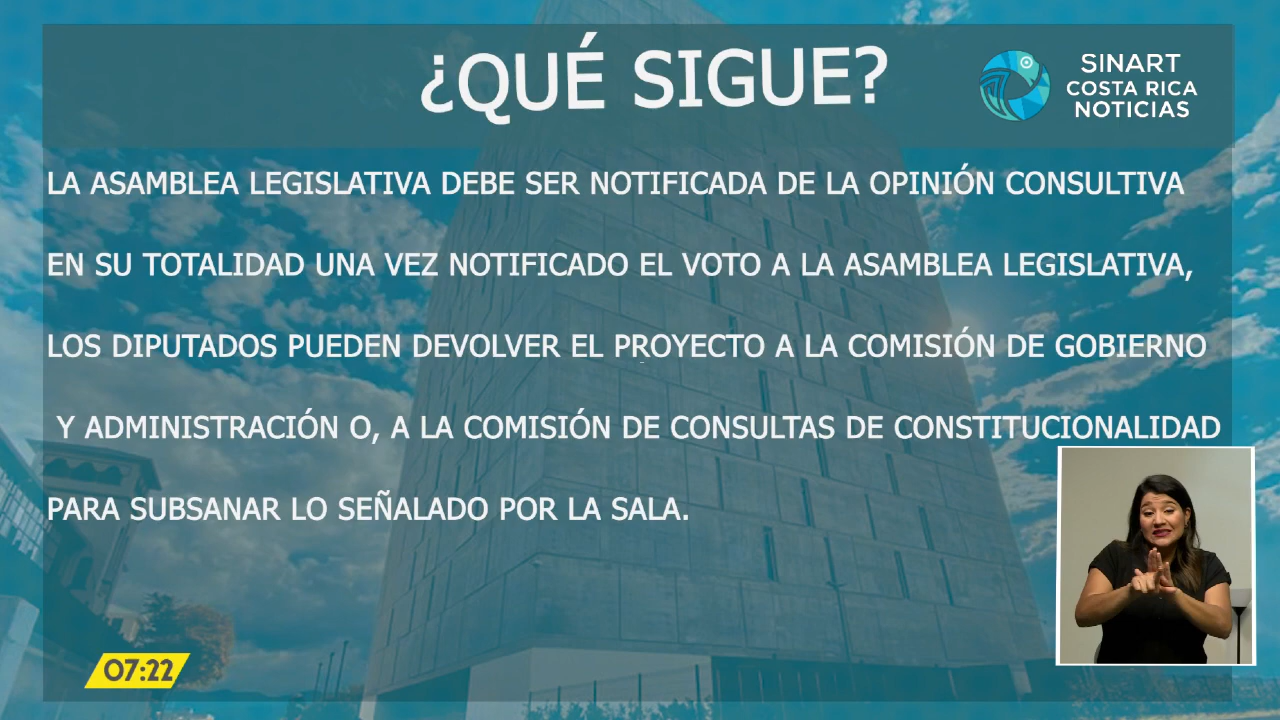 ¿QUÉ SIGUE?
SINART
COSTA RICA
NOTICIAS
LA ASAMBLEA LEGISLATIVA DEBE SER NOTIFICADA DE LA OPINIÓN CONSULTIVA
EN SU TOTALIDAD UNA VEZ NOTIFICADO EL VOTO A LA ASAMBLEA LEGISLATIVA,
LOS DIPUTADOS PUEDEN DEVOLVER EL PROYECTO A LA COMISIÓN DE GOBIERNO
Y ADMINISTRACIÓN O, A LA COMISIÓN DE CONSULTAS DE CONSTITUCIONALIDAD
PARA SUBSANAR LO SEÑALADO POR LA SALA.
07:22